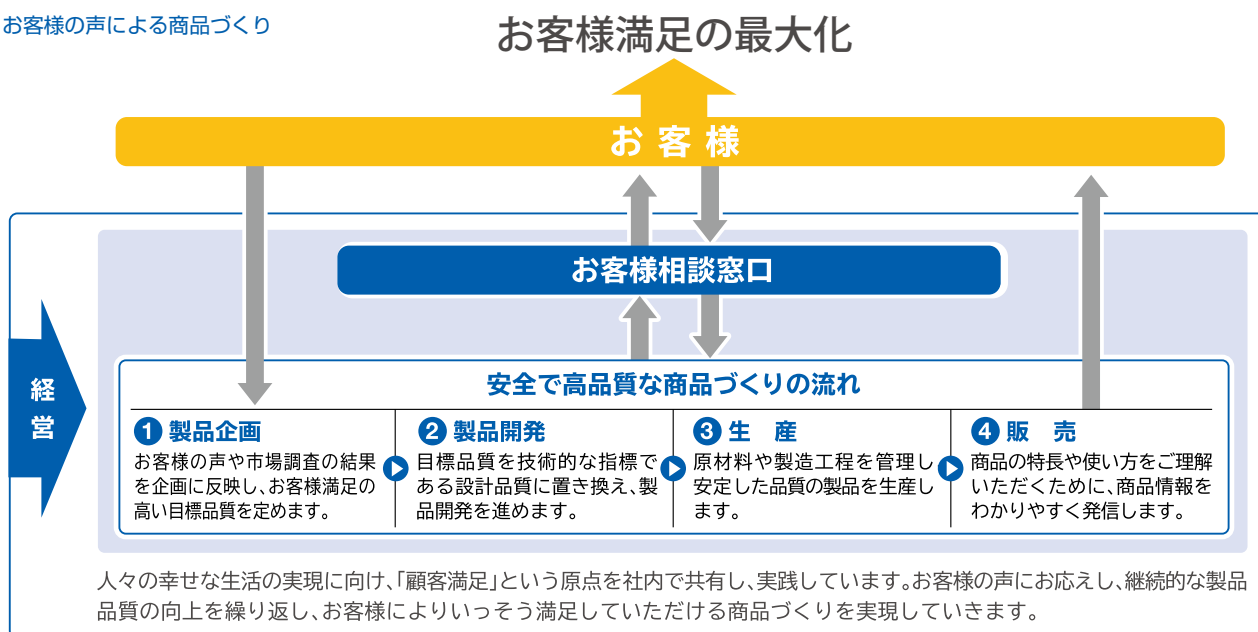 お客様の声による商品づくり
お客様満足の最大化
お客様
お客様相談窓口
経営
安全で高品質な商品づくりの流れ
1 製品企画
お客様の声や市場調査の結果
を企画に反映し、お客様満足の
高い目標品質を定めます。
2 製品開発
目標品質を技術的な指標で
ある設計品質に置き換え、製
品開発を進めます。
3 生　産
原材料や製造工程を管理し
安定した品質の製品を生産し
ます。
4 販　売
商品の特長や使い方をご理解
いただくために、商品情報を
わかりやすく発信します。
人々の幸せな生活の実現に向け、「顧客満足」という原点を社内で共有し、実践しています。お客様の声にお応えし、継続的な製品
品質の向上を繰り返し、お客様によりいっそう満足していただける商品づくりを実現していきます。